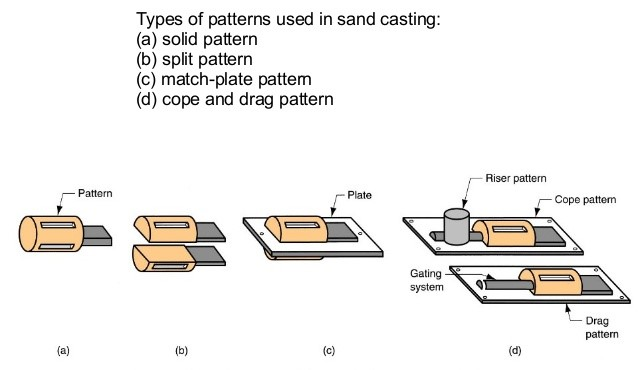 Types of patterns used in sand casting:
(a) solid pattern
(b) split pattern
(c) match-plate pattern
(d) cope and drag pattern
Pattern
Plate
Riser pattern
Cope pattern
Gating
system
Drag
pattern
(a)
(b)
(c)
(d)